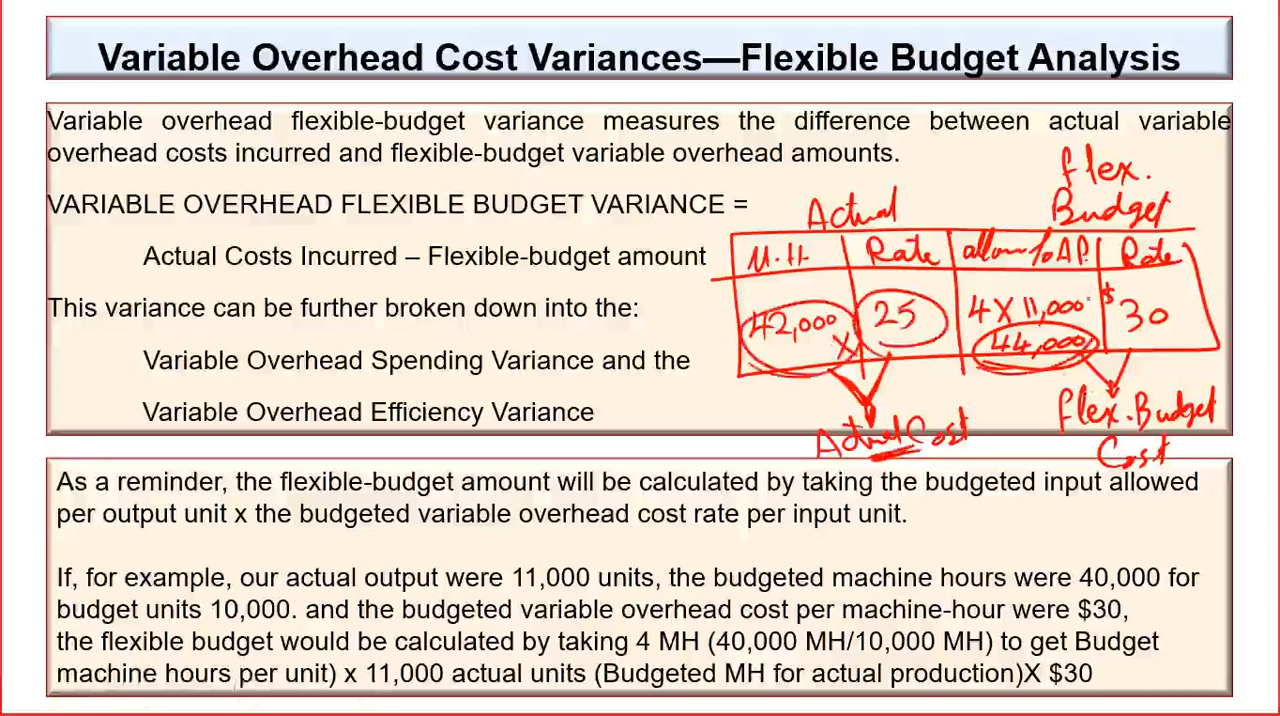 Variable Overhead Cost Variances—Flexible Budget Analysis
Variable overhead flexible-budget variance measures the difference between actual variable
overhead costs incurred and flexible-budget variable overhead amounts.
VARIABLE OVERHEAD FLEXIBLE BUDGET VARIANCE =
Actual Costs Incurred – Flexible-budget amount
This variance can be further broken down into the:
Variable Overhead Spending Variance and the
Variable Overhead Efficiency Variance
Actual
flex.
Budget
M.H Rate allow. to AP. Rate
42,000 X 25 4 X 11,000 $30
44,000
Actual Cost
flex. Budget
Cost
As a reminder, the flexible-budget amount will be calculated by taking the budgeted input allowed
per output unit x the budgeted variable overhead cost rate per input unit.
If, for example, our actual output were 11,000 units, the budgeted machine hours were 40,000 for
budget units 10,000. and the budgeted variable overhead cost per machine-hour were $30,
the flexible budget would be calculated by taking 4 MH (40,000 MH/10,000 MH) to get Budget
machine hours per unit) x 11,000 actual units (Budgeted MH for actual production)X $30